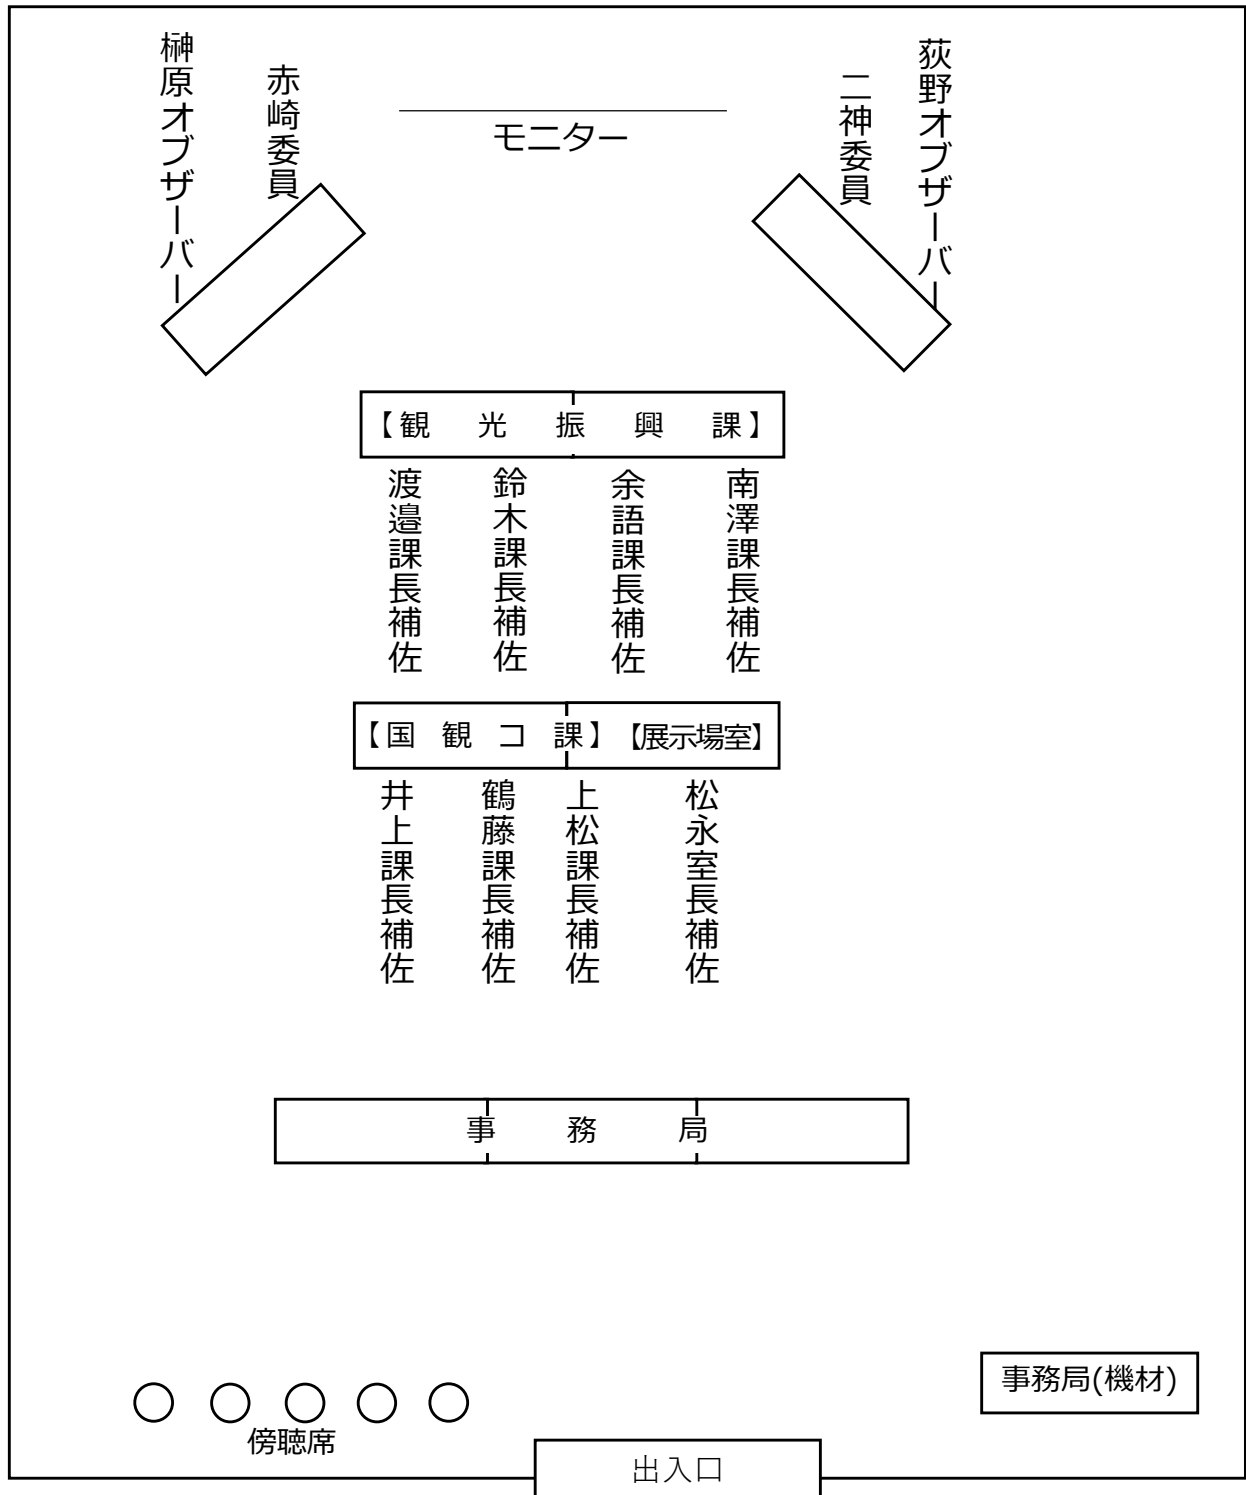 榊原オブザーバー
赤崎委員
モニター
二神委員
荻野オブザーバー
【観光振興課】
渡邉課長補佐
鈴木課長補佐
余語課長補佐
南澤課長補佐
【国観コ課】
【展示場室】
井上課長補佐
鶴藤課長補佐
上松課長補佐
松永室長補佐
事務局
事務局(機材)
傍聴席
出入口